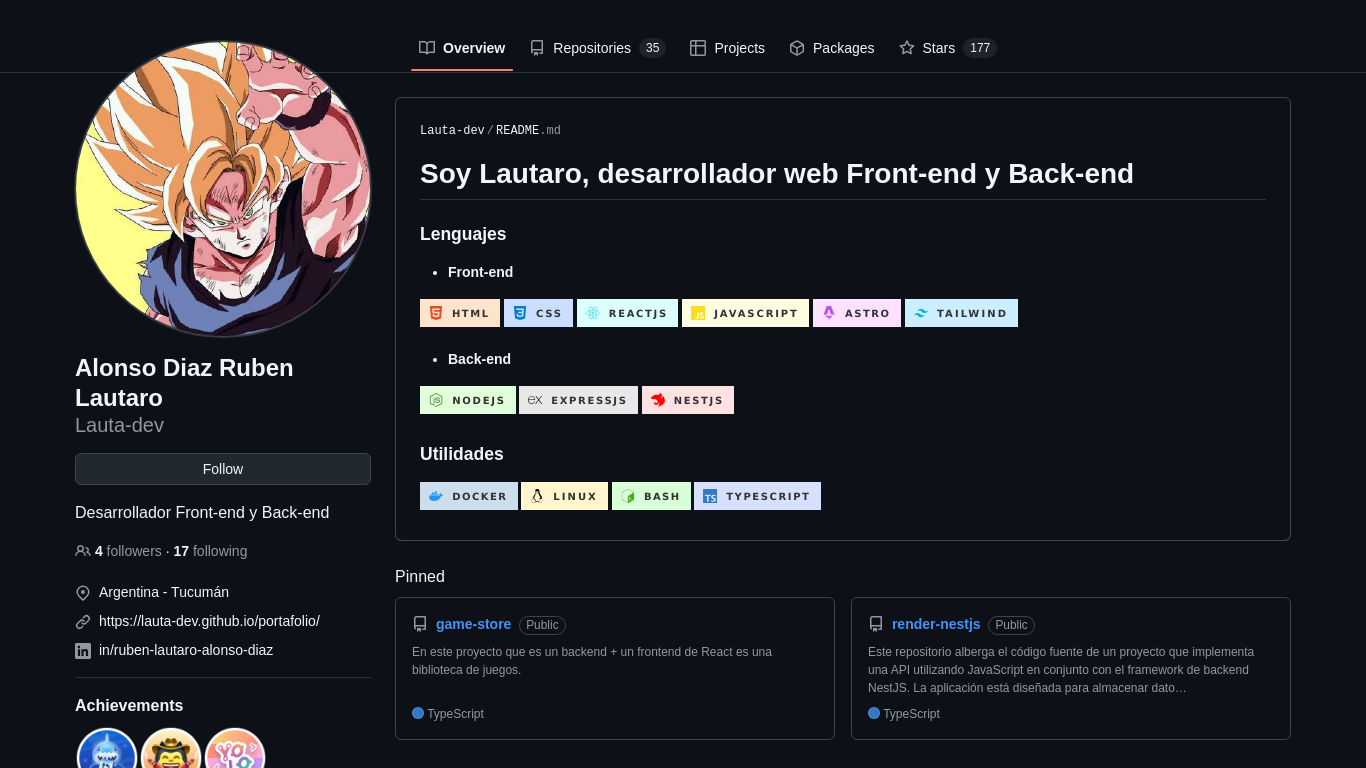 Overview
Repositories 35
Projects
Packages
Stars 177
Alonso Diaz Ruben
Lautaro
Lauta-dev
Follow
Desarrollador Front-end y Back-end
4 followers · 17 following
Argentina - Tucumán
https://lauta-dev.github.io/portafolio/
in/ruben-lautaro-alonso-diaz
Achievements
Lauta-dev/README.md
Soy Lautaro, desarrollador web Front-end y Back-end
Lenguajes
Front-end
HTML CSS REACTJS JAVASCRIPT ASTRO TAILWIND
Back-end
NODEJS EXPRESSJS NESTJS
Utilidades
DOCKER LINUX BASH TYPESCRIPT
Pinned
game-store Public
En este proyecto que es un backend + un frontend de React es una
biblioteca de juegos.
TypeScript
render-nestjs Public
Este repositorio alberga el código fuente de un proyecto que implementa
una API utilizando JavaScript en conjunto con el framework de backend
NestJS. La aplicación está diseñada para almacenar dato…
TypeScript